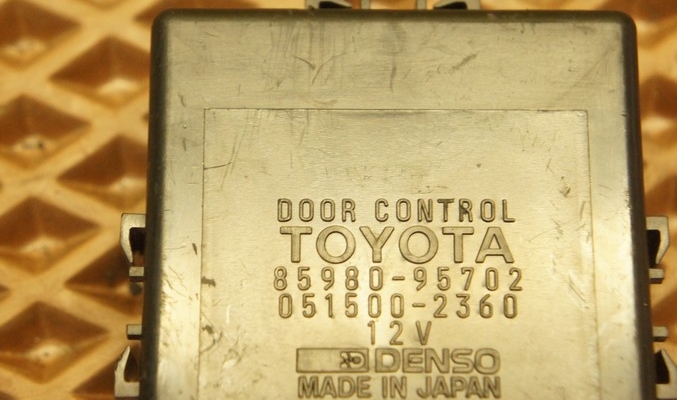 DOOR CONTROL
TOYOTA
85980-95702
051500-2360
12V
DENSO
MADE IN JAPAN